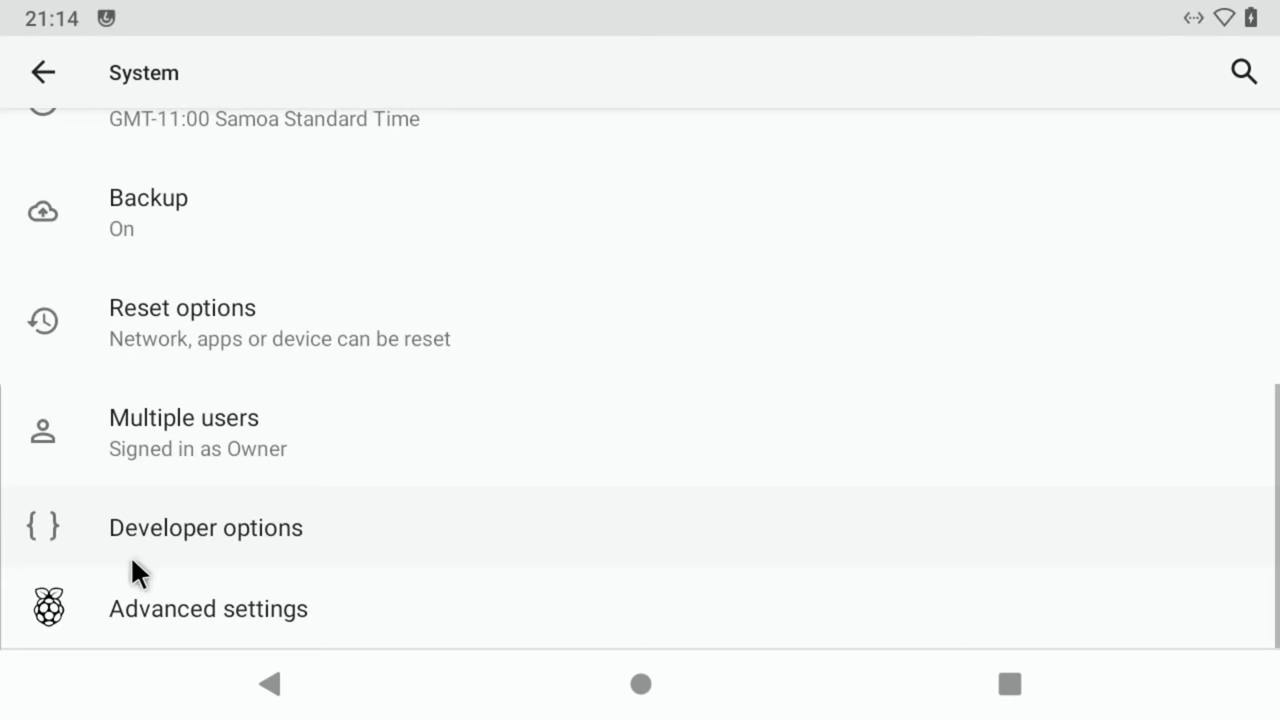 21:14
System
GMT-11:00 Samoa Standard Time
Backup
On
Reset options
Network, apps or device can be reset
Multiple users
Signed in as Owner
{ }
Developer options
Advanced settings